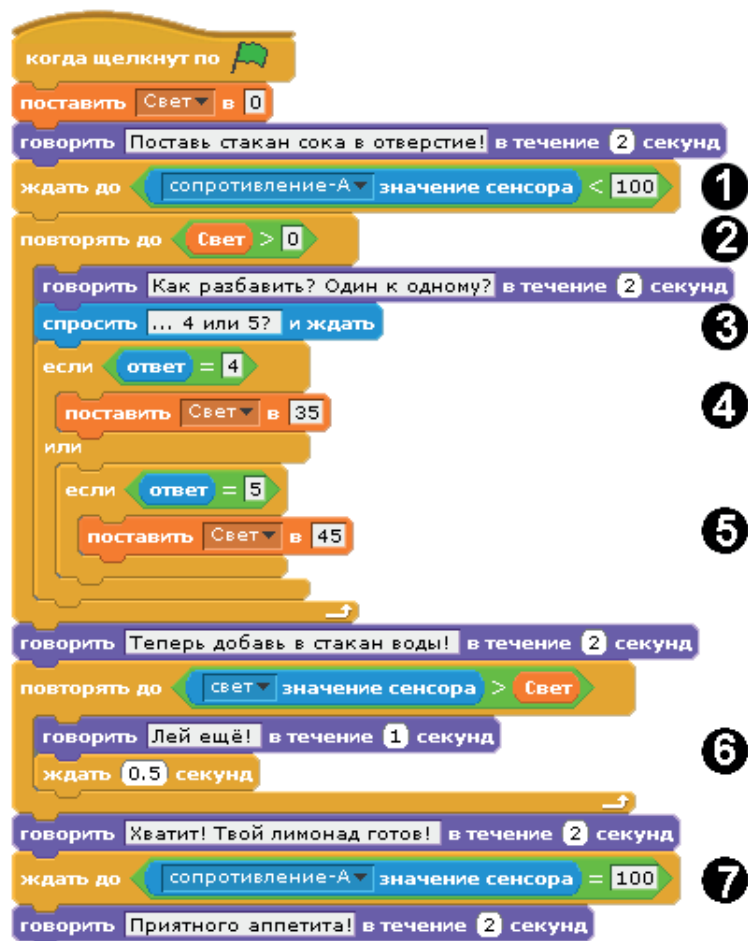 когда щелкнут по
поставить Свет в 0
говорить Поставь стакан сока в отверстие! в течение 2 секунд
ждать до сопротивление-А значение сенсора < 100 1
повторять до Свет > 0 2
говорить Как разбавить? Один к одному? в течение 2 секунд
спросить ... 4 или 5? и ждать 3
если ответ = 4
поставить Свет в 35 4
или
если ответ = 5
поставить Свет в 45 5
говорить Теперь добавь в стакан воды! в течение 2 секунд
повторять до свет значение сенсора > Свет
говорить Лей ещё! в течение 1 секунд 6
ждать 0.5 секунд
говорить Хватит! Твой лимонад готов! в течение 2 секунд
ждать до сопротивление-А значение сенсора = 100 7
говорить Приятного аппетита! в течение 2 секунд